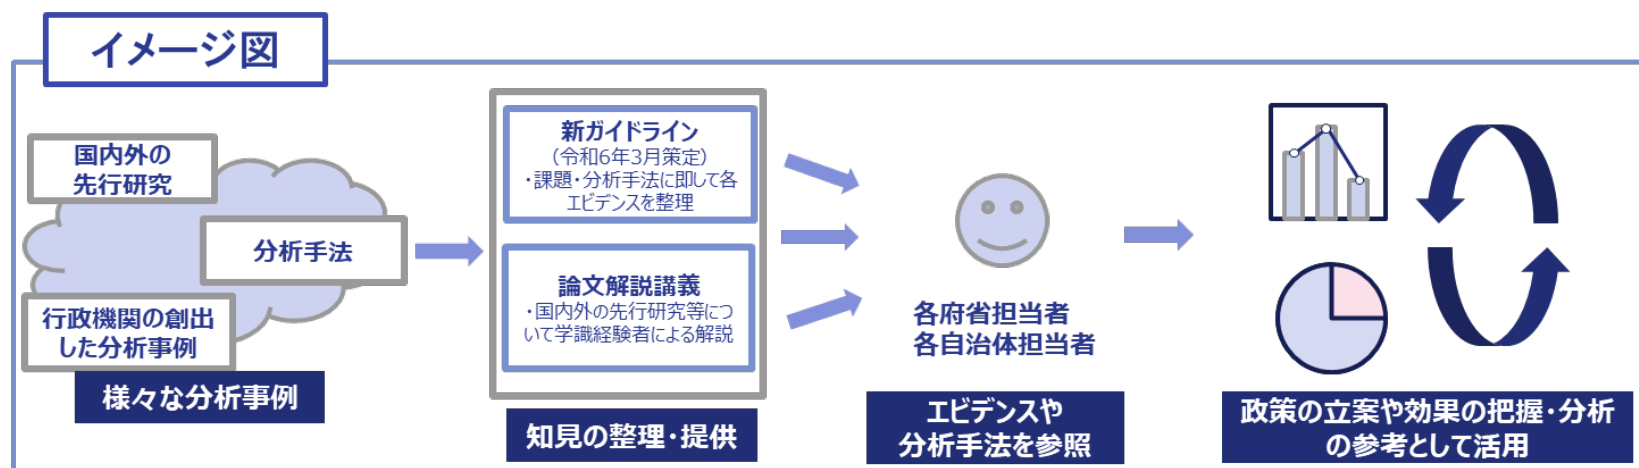 イメージ図
国内外の
先行研究
分析手法
行政機関の創出
した分析事例
様々な分析事例
新ガイドライン
(令和6年3月策定)
・課題・分析手法に即して各
エビデンスを整理
論文解説講義
・国内外の先行研究等につ
いて学識経験者による解説
知見の整理・提供
各府省担当者
各自治体担当者
エビデンスや
分析手法を参照
政策の立案や効果の把握・分析
の参考として活用